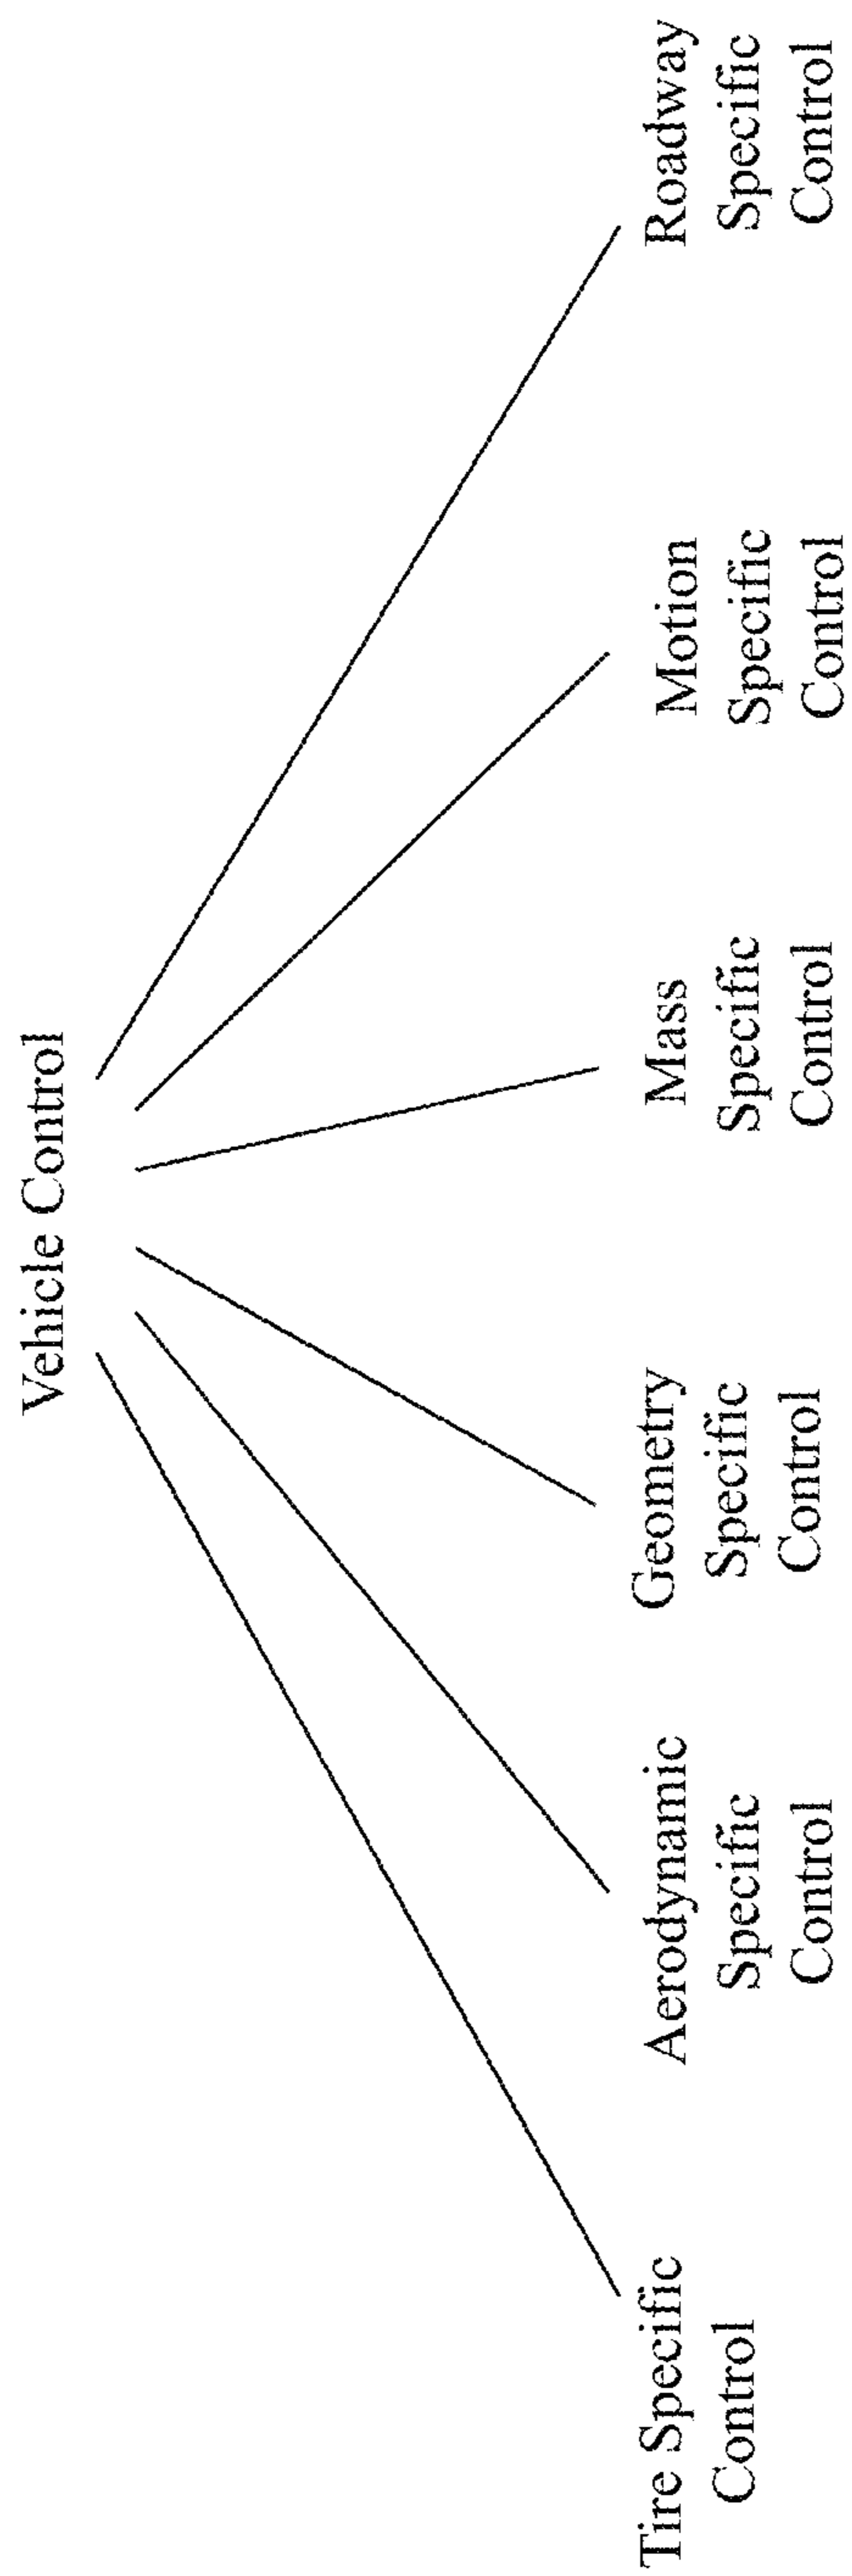 Vehicle Control
Tire Specific
Control
Aerodynamic
Specific
Control
Geometry
Specific
Control
Mass
Specific
Control
Motion
Specific
Control
Roadway
Specific
Control